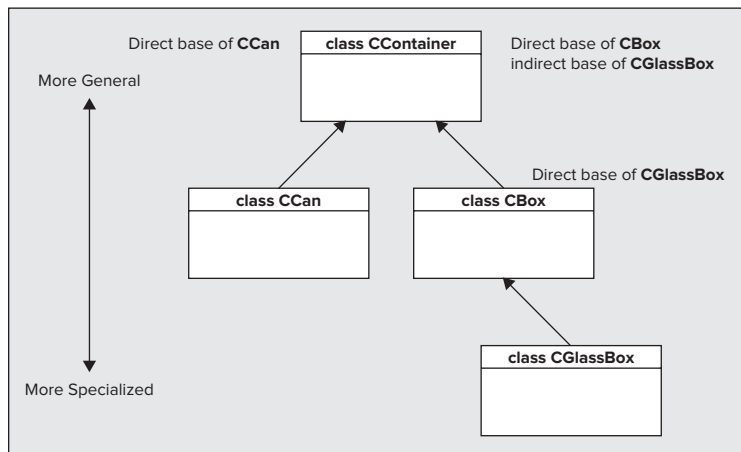 Direct base of CCan
class CContainer
Direct base of CBox
indirect base of CGlassBox
More General
Direct base of CGlassBox
class CCan
class CBox
class CGlassBox
More Specialized